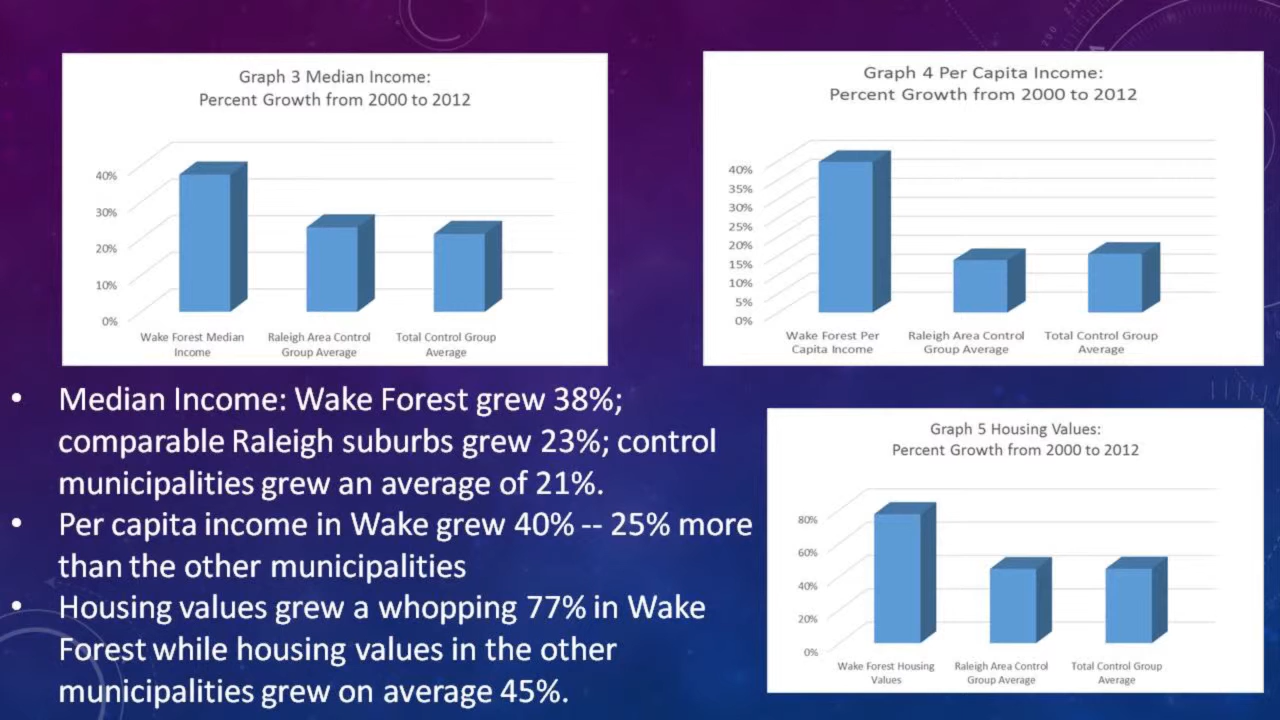 Graph 3 Median Income:
Percent Growth from 2000 to 2012
40%
30%
20%
10%
0%
Wake Forest Median
Income
Raleigh Area Control
Group Average
Total Control Group
Average
Graph 4 Per Capita Income:
Percent Growth from 2000 to 2012
40%
35%
30%
25%
20%
15%
10%
5%
0%
Wake Forest Per
Capita Income
Raleigh Area Control
Group Average
Total Control Group
Average
• Median Income: Wake Forest grew 38%;
comparable Raleigh suburbs grew 23%; control
municipalities grew an average of 21%.
• Per capita income in Wake grew 40% -- 25% more
than the other municipalities
• Housing values grew a whopping 77% in Wake
Forest while housing values in the other
municipalities grew on average 45%.
Graph 5 Housing Values:
Percent Growth from 2000 to 2012
80%
60%
40%
20%
0%
Wake Forest Housing
Values
Raleigh Area Control
Group Average
Total Control Group
Average